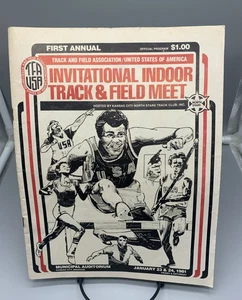 FIRST ANNUAL
OFFICIAL PROGRAM $1.00
TRACK AND FIELD ASSOCIATION/UNITED STATES OF AMERICA
TFA
USA
INVITATIONAL INDOOR
TRACK & FIELD MEET
HOSTED BY KANSAS CITY NORTH STARS TRACK CLUB, INC.
USA
USA
MUNICIPAL AUDITORIUM
JANUARY 23 & 24, 1981